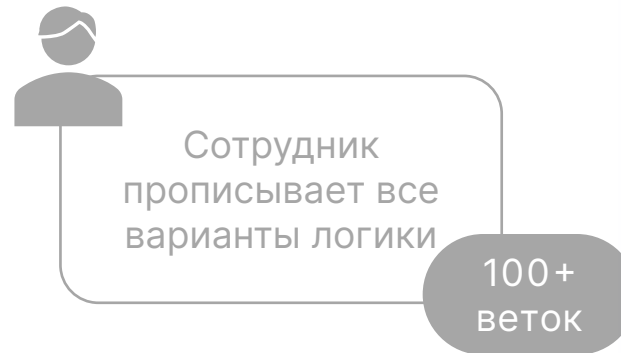 Сотрудник
прописывает все
варианты логики
100+
веток